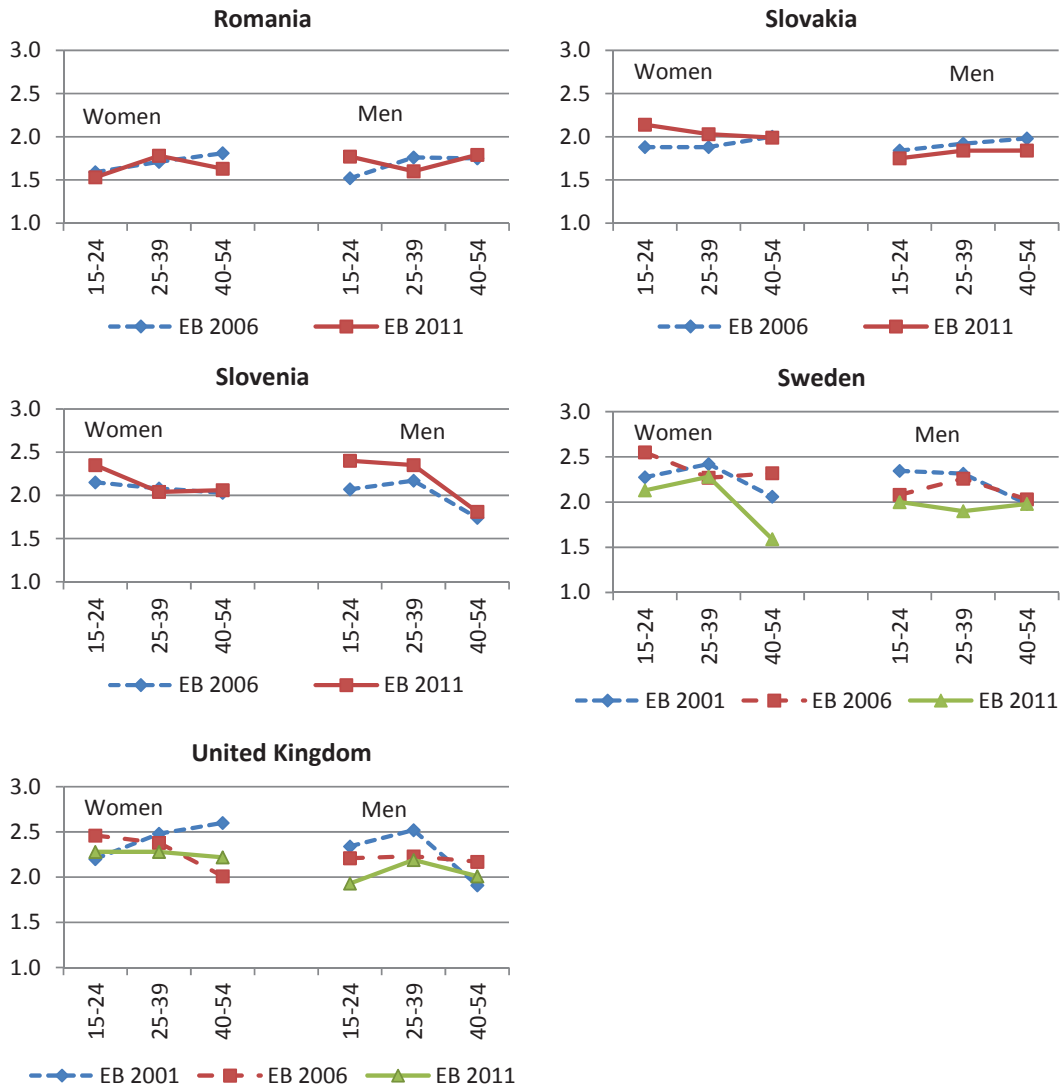 Romania
3.0
2.5
2.0
1.5
1.0
Women
Men
15-24
25-39
40-54
15-24
25-39
40-54
EB 2006
EB 2011
Slovakia
3.0
2.5
2.0
1.5
1.0
Women
Men
15-24
25-39
40-54
15-24
25-39
40-54
EB 2006
EB 2011
Slovenia
3.0
2.5
2.0
1.5
1.0
Women
Men
15-24
25-39
40-54
15-24
25-39
40-54
EB 2006
EB 2011
Sweden
3.0
2.5
2.0
1.5
1.0
Women
Men
15-24
25-39
40-54
15-24
25-39
40-54
EB 2001
EB 2006
EB 2011
United Kingdom
3.0
2.5
2.0
1.5
1.0
Women
Men
15-24
25-39
40-54
15-24
25-39
40-54
EB 2001
EB 2006
EB 2011